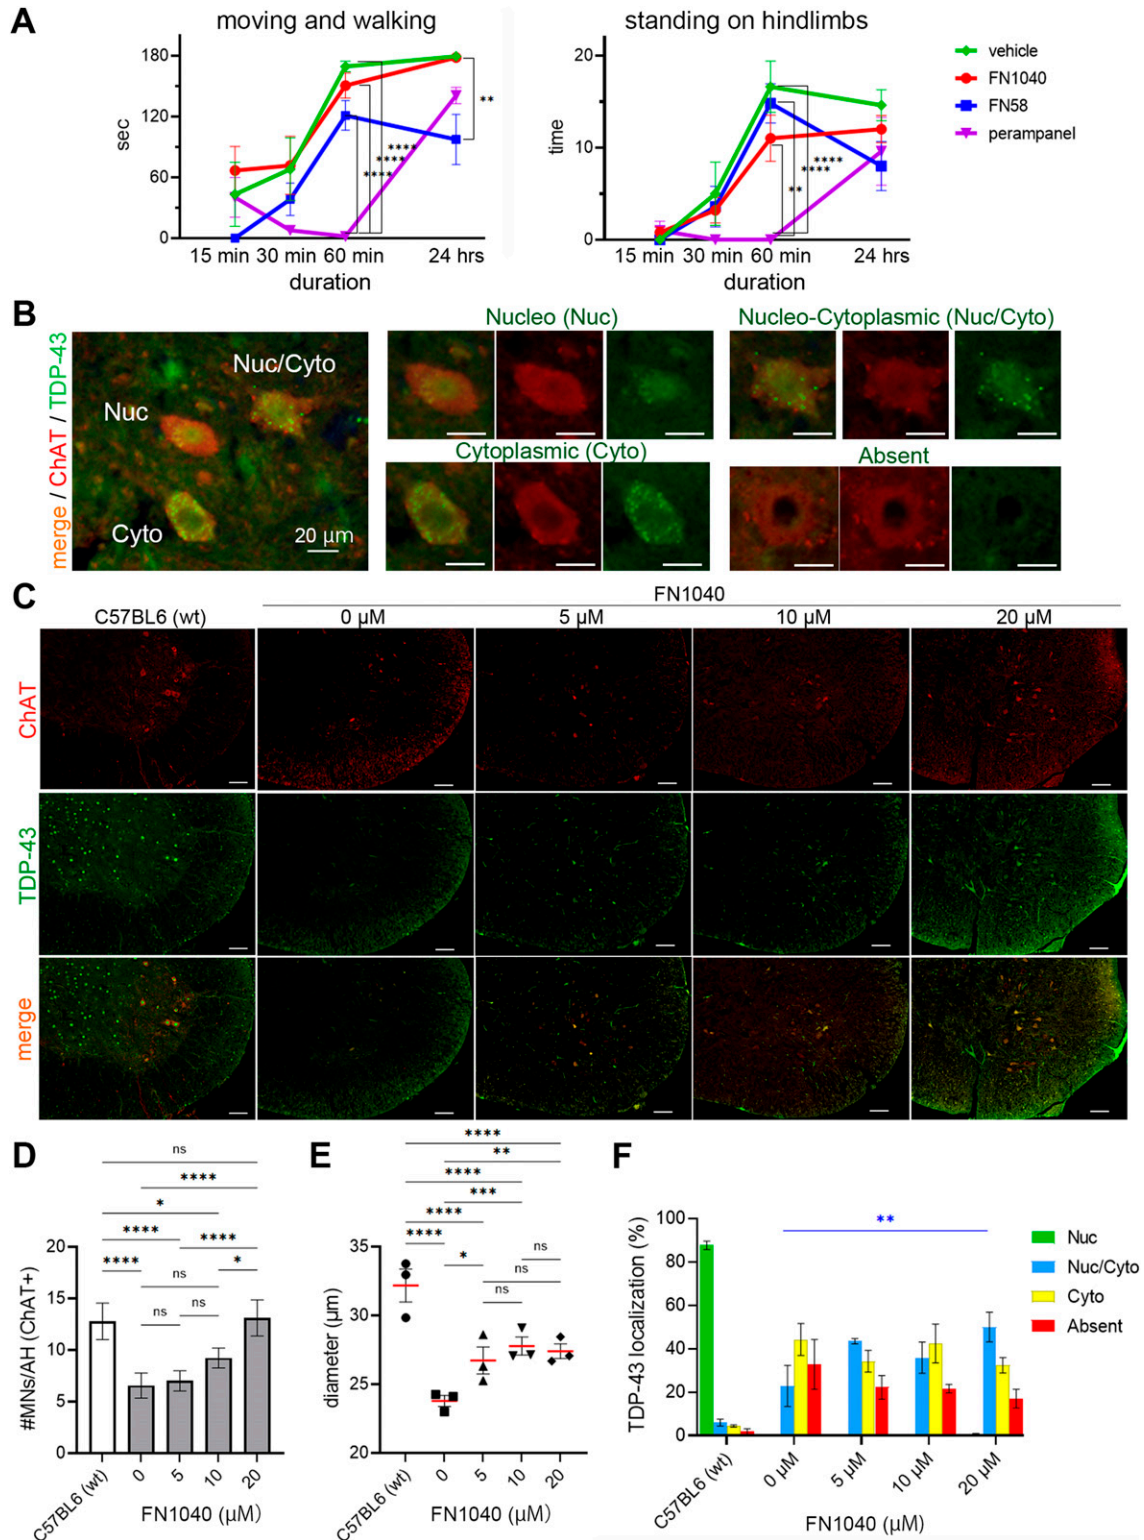 A
moving and walking
standing on hindlimbs
sec
180
120
60
0
**
****
****
****
15 min
30 min
60 min
24 hrs
duration
time
20
10
0
****
****
**
15 min
30 min
60 min
24 hrs
duration
vehicle
FN1040
FN58
perampanel
B
merge / ChAT / TDP-43
Nuc/Cyto
Nuc
Cyto
20 µm
Nucleo (Nuc)
Nucleo-Cytoplasmic (Nuc/Cyto)
Cytoplasmic (Cyto)
Absent
C
FN1040
C57BL6 (wt)
0 µM
5 µM
10 µM
20 µM
ChAT
TDP-43
merge
D
ns
****
*
****
****
****
ns
*
ns
ns
#MNs/AH (ChAT+)
20
15
10
5
0
C57BL6 (wt)
0
5
10
20
FN1040 (µM)
E
****
**
****
***
****
****
ns
*
ns
ns
diameter (µm)
35
30
25
20
C57BL6 (wt)
0
5
10
20
FN1040 (µM)
F
**
TDP-43 localization (%)
100
80
60
40
20
0
C57BL6 (wt)
0 µM
5 µM
10 µM
20 µM
FN1040 (µM)
Nuc
Nuc/Cyto
Cyto
Absent